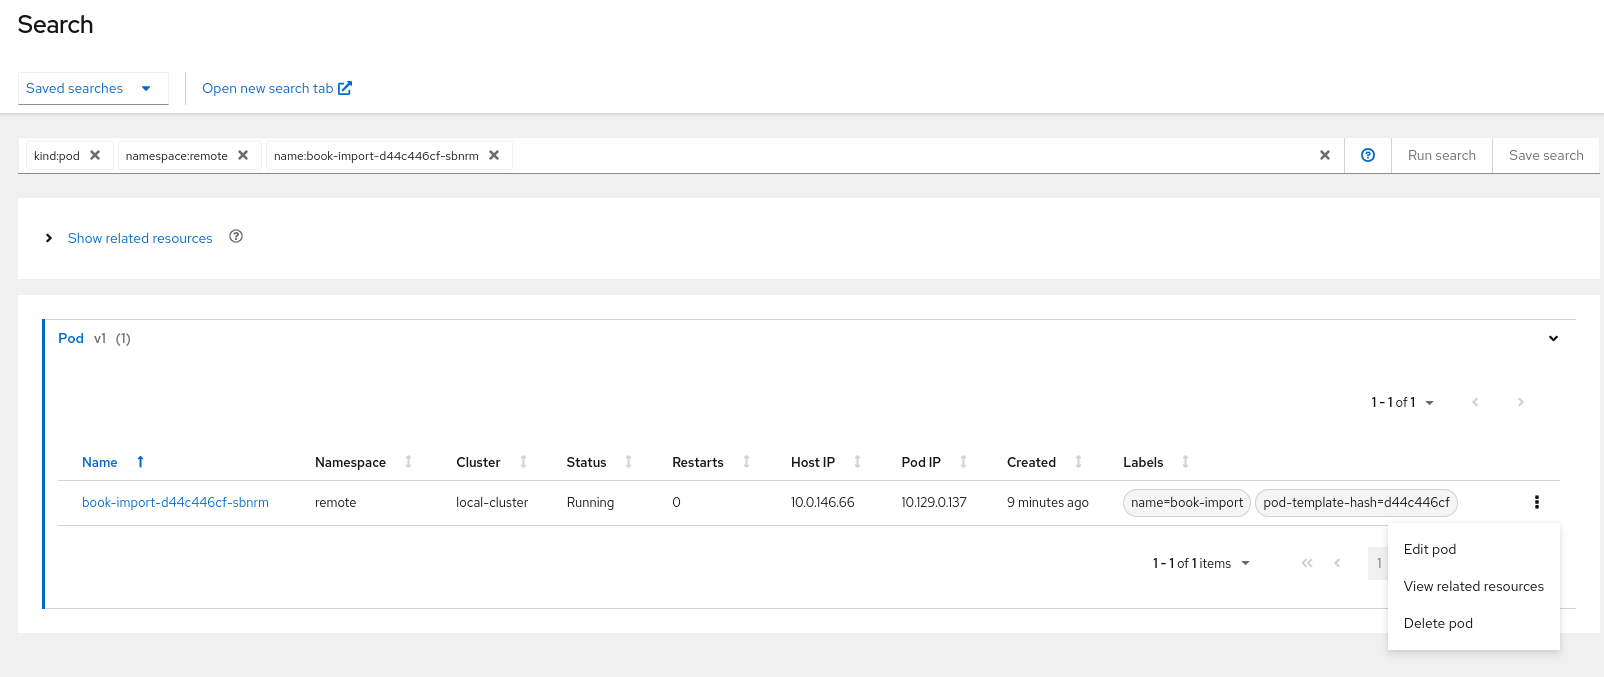 Search
Saved searches Open new search tab
kind:pod namespace:remote name:book-import-d44c446cf-sbnrm Run search Save search
Show related resources
Pod v1 (1)
1 - 1 of 1
Name Namespace Cluster Status Restarts Host IP Pod IP Created Labels
book-import-d44c446cf-sbnrm remote local-cluster Running 0 10.0.146.66 10.129.0.137 9 minutes ago name=book-import pod-template-hash=d44c446cf
Edit pod
1 - 1 of 1 items 1
View related resources
Delete pod